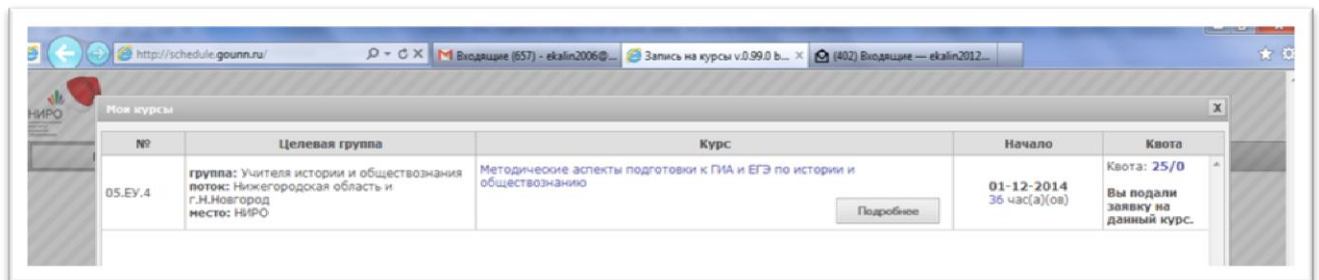 http://schedule.gounn.ru/
Входящие (657) - ekalin2006@...
Запись на курсы v.0.99.0 b...
(402) Входящие — ekalin2012...
НИРО
Мои курсы
№ Целевая группа Курс Начало Квота
05.ЕУ.4
группа: Учителя истории и обществознания
поток: Нижегородская область и
г.Н.Новгород
место: НИРО
Методические аспекты подготовки к ГИА и ЕГЭ по истории и
обществознанию
Подробнее
01-12-2014
36 час(а)(ов)
Квота: 25/0
Вы подали
заявку на
данный курс.